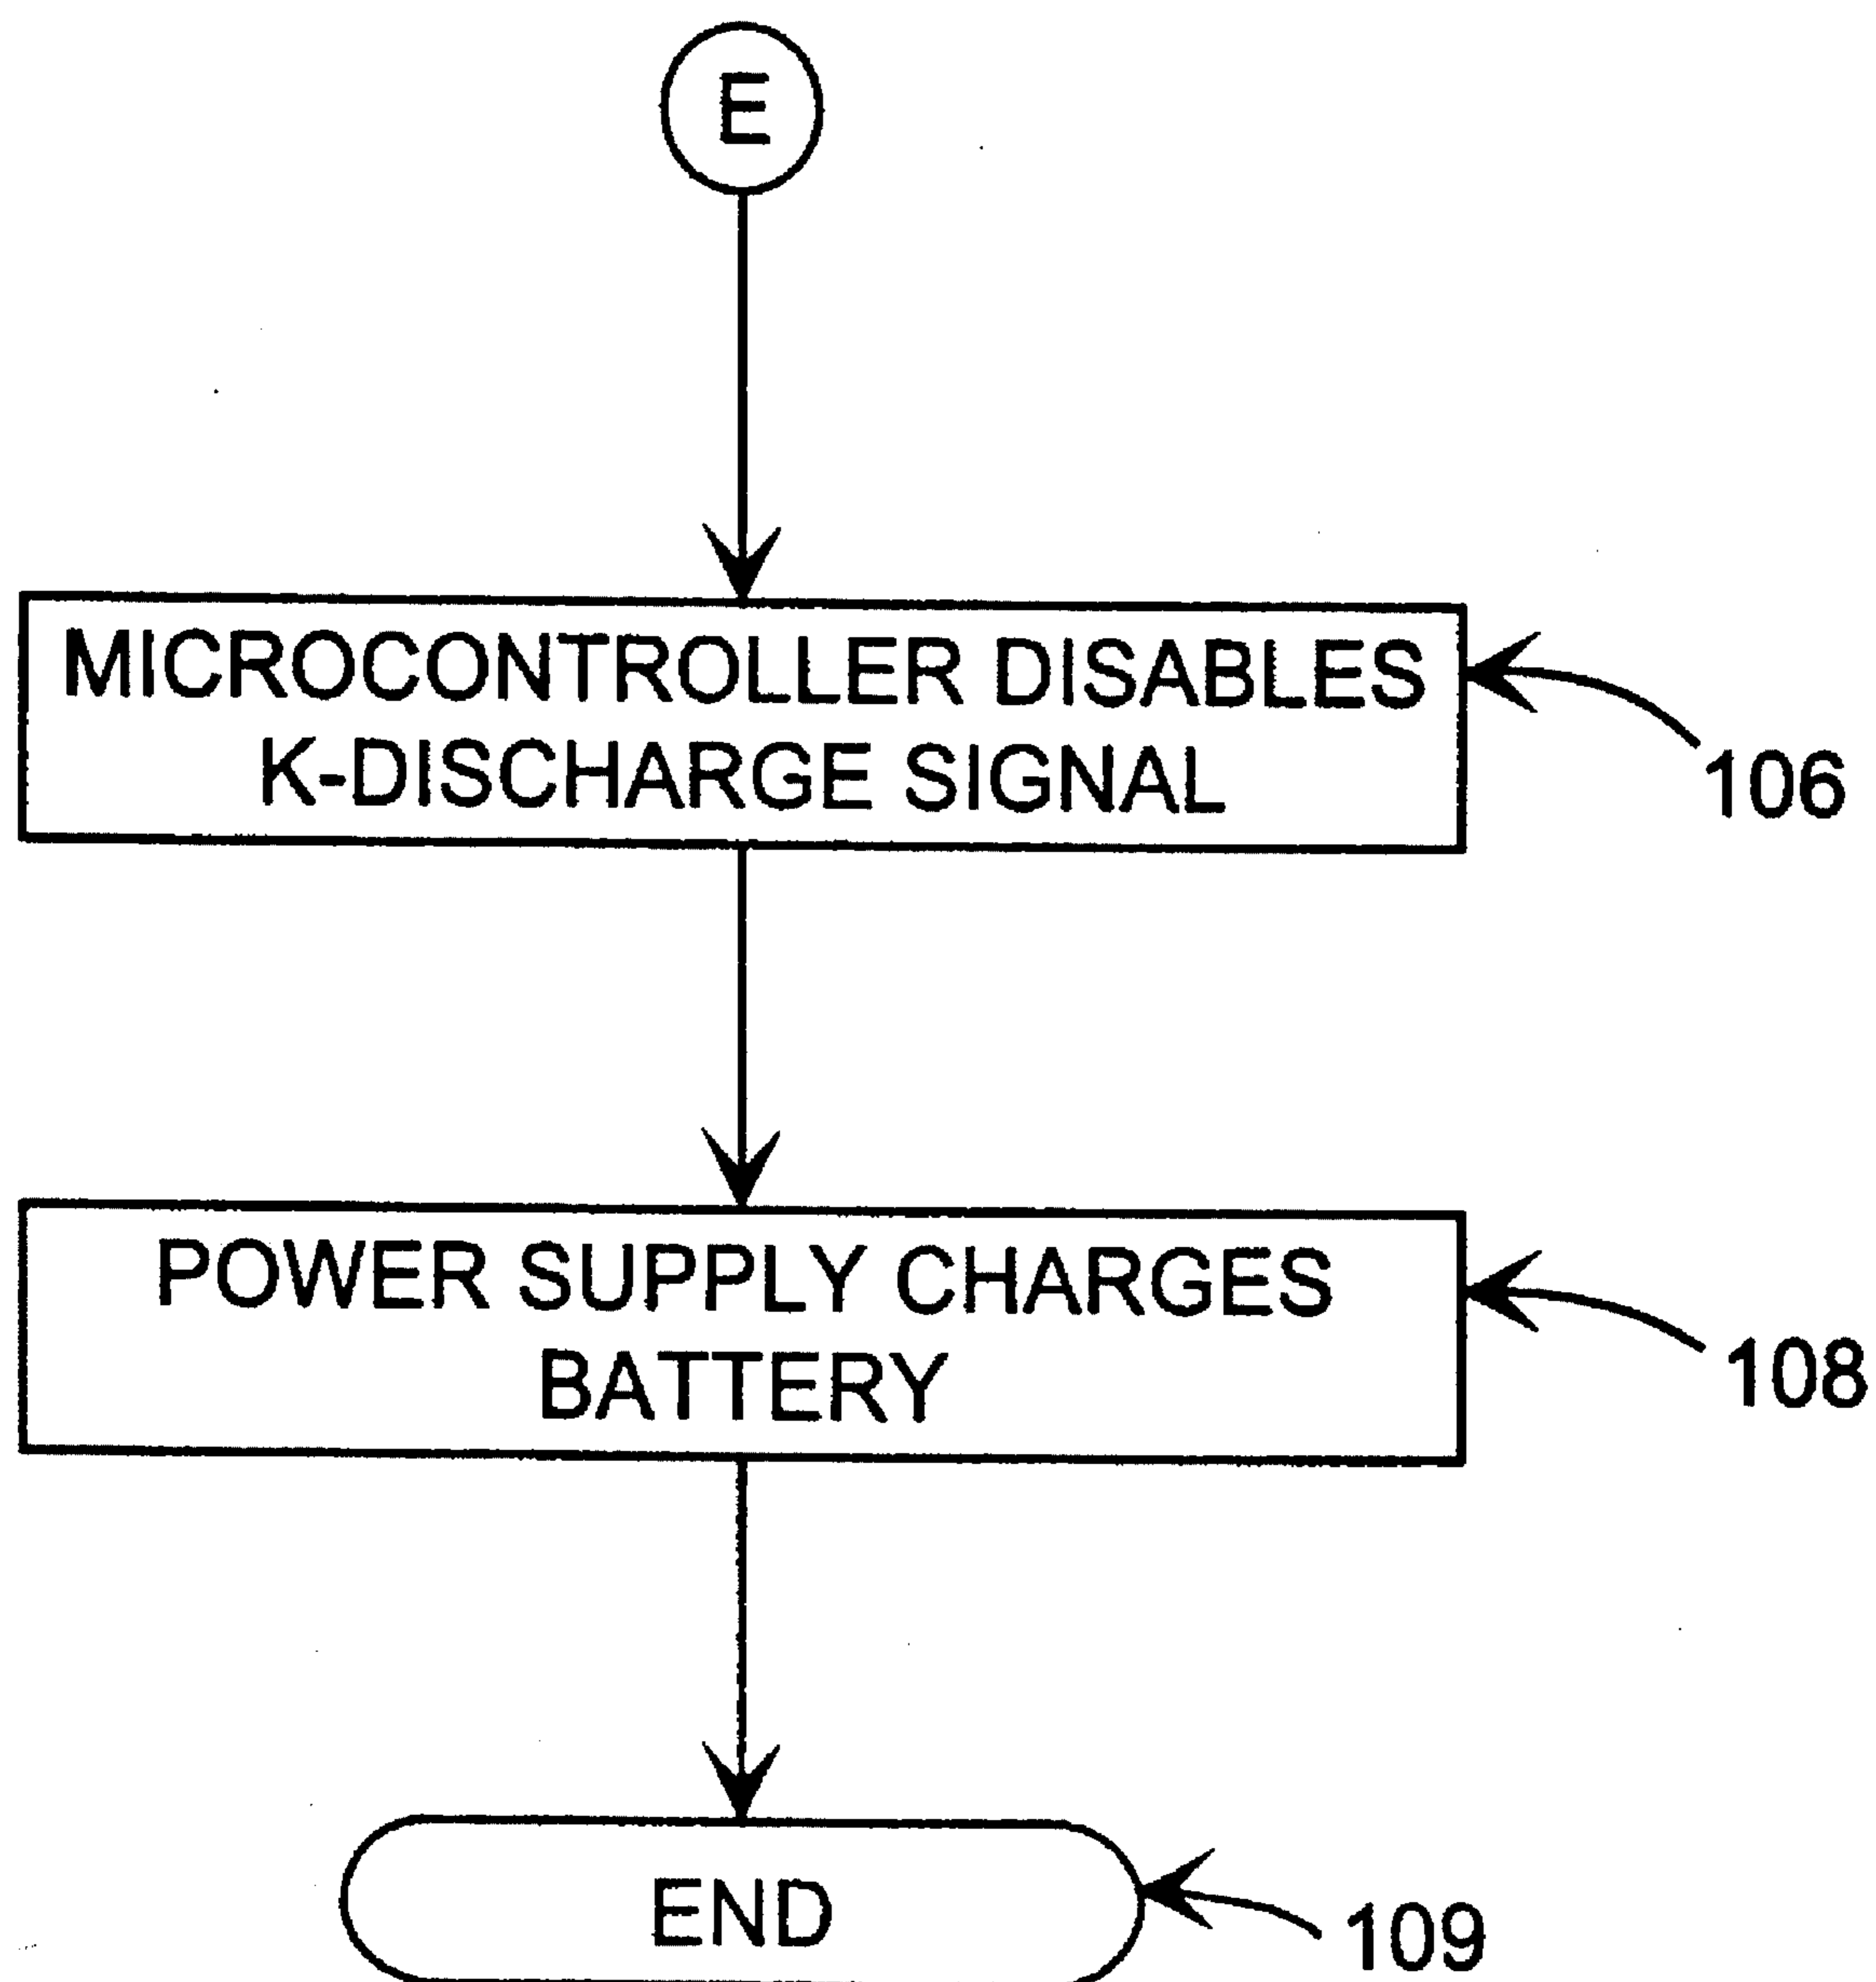 E
MICROCONTROLLER DISABLES
K-DISCHARGE SIGNAL
106
POWER SUPPLY CHARGES
BATTERY
108
END
109